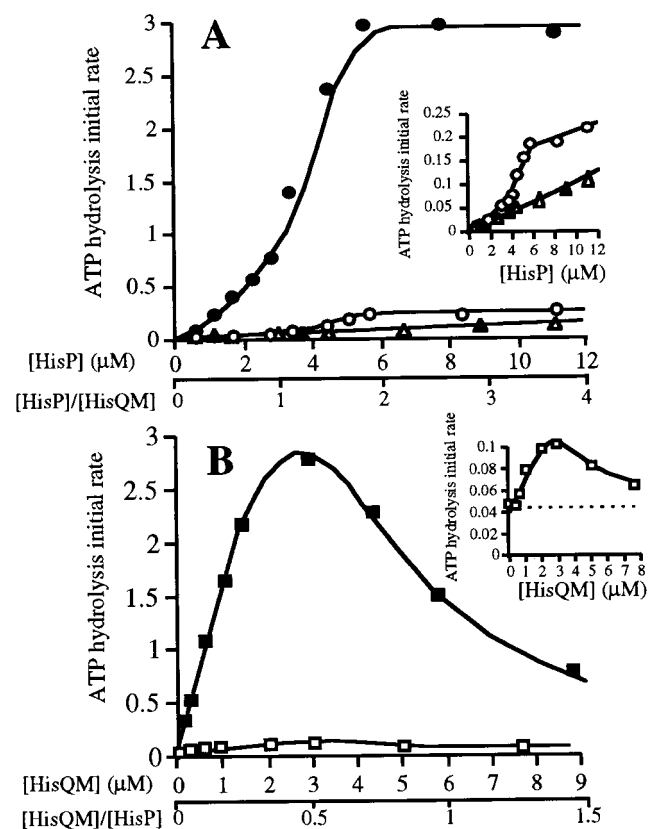 A
ATP hydrolysis initial rate
3
2.5
2
1.5
1
0.5
0
0 2 4 6 8 10 12
[HisP] (μM)
0 1 2 3 4
[HisP]/[HisQM]
ATP hydrolysis initial rate
0.25
0.2
0.15
0.1
0.05
0
0 2 4 6 8 10 12
[HisP] (μM)
B
ATP hydrolysis initial rate
3
2.5
2
1.5
1
0.5
0
[HisQM] (μM) 0 1 2 3 4 5 6 7 8 9
[HisQM]/[HisP] 0 0.5 1 1.5
ATP hydrolysis initial rate
0.1
0.08
0.06
0.04
0.02
0
0 1 2 3 4 5 6 7 8
[HisQM] (μM)